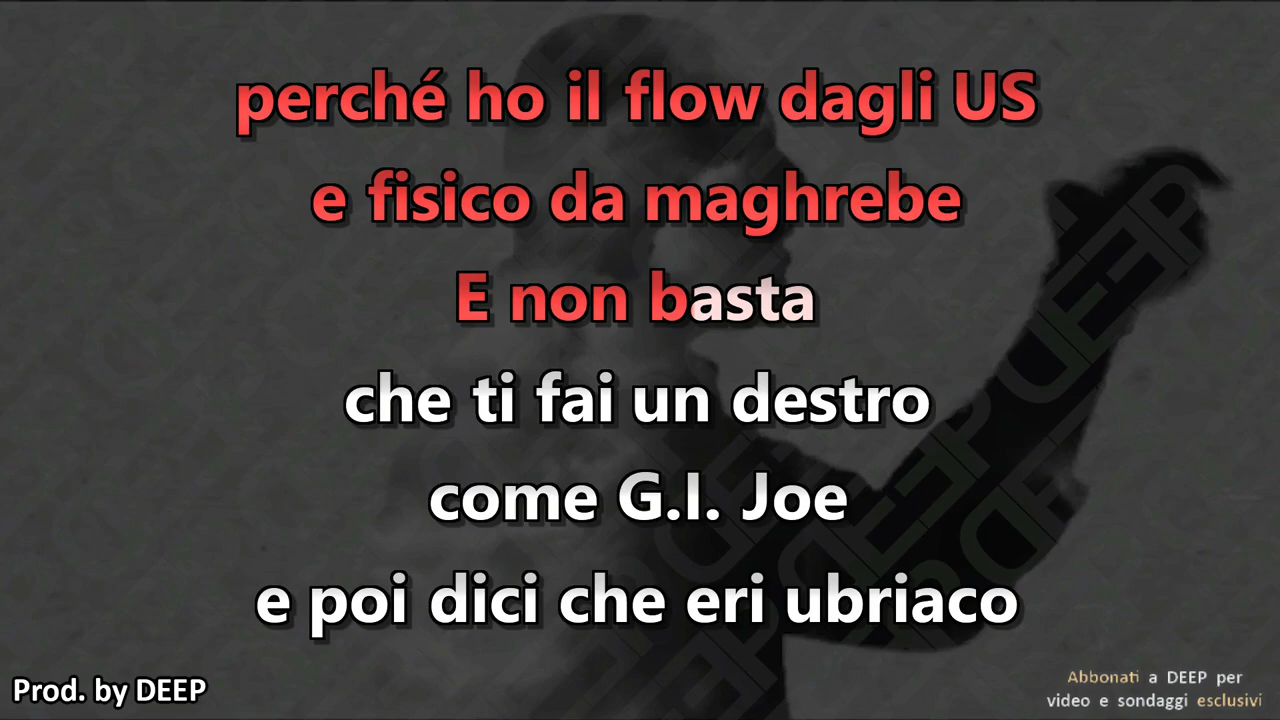 perché ho il flow dagli US
e fisico da maghrebe
E non basta
che ti fai un destro
come G.I. Joe
e poi dici che eri ubriaco
Prod. by DEEP
Abbonati a DEEP per
video e sondaggi esclusivi